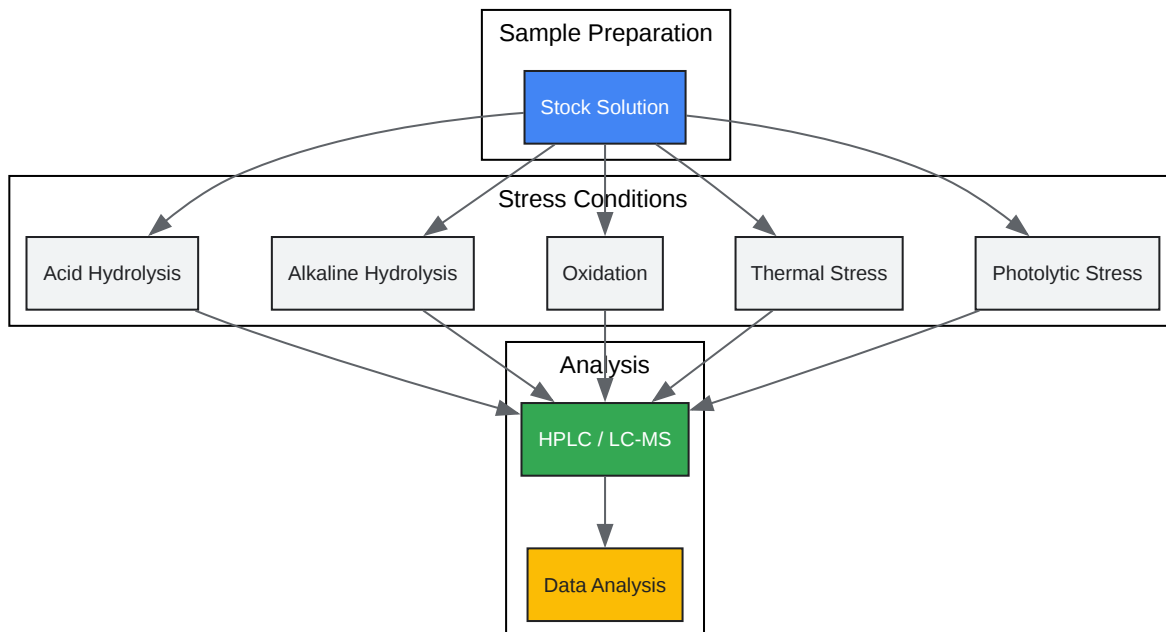 Sample Preparation
Stock Solution
Stress Conditions
Acid Hydrolysis
Alkaline Hydrolysis
Oxidation
Thermal Stress
Photolytic Stress
Analysis
HPLC / LC-MS
Data Analysis